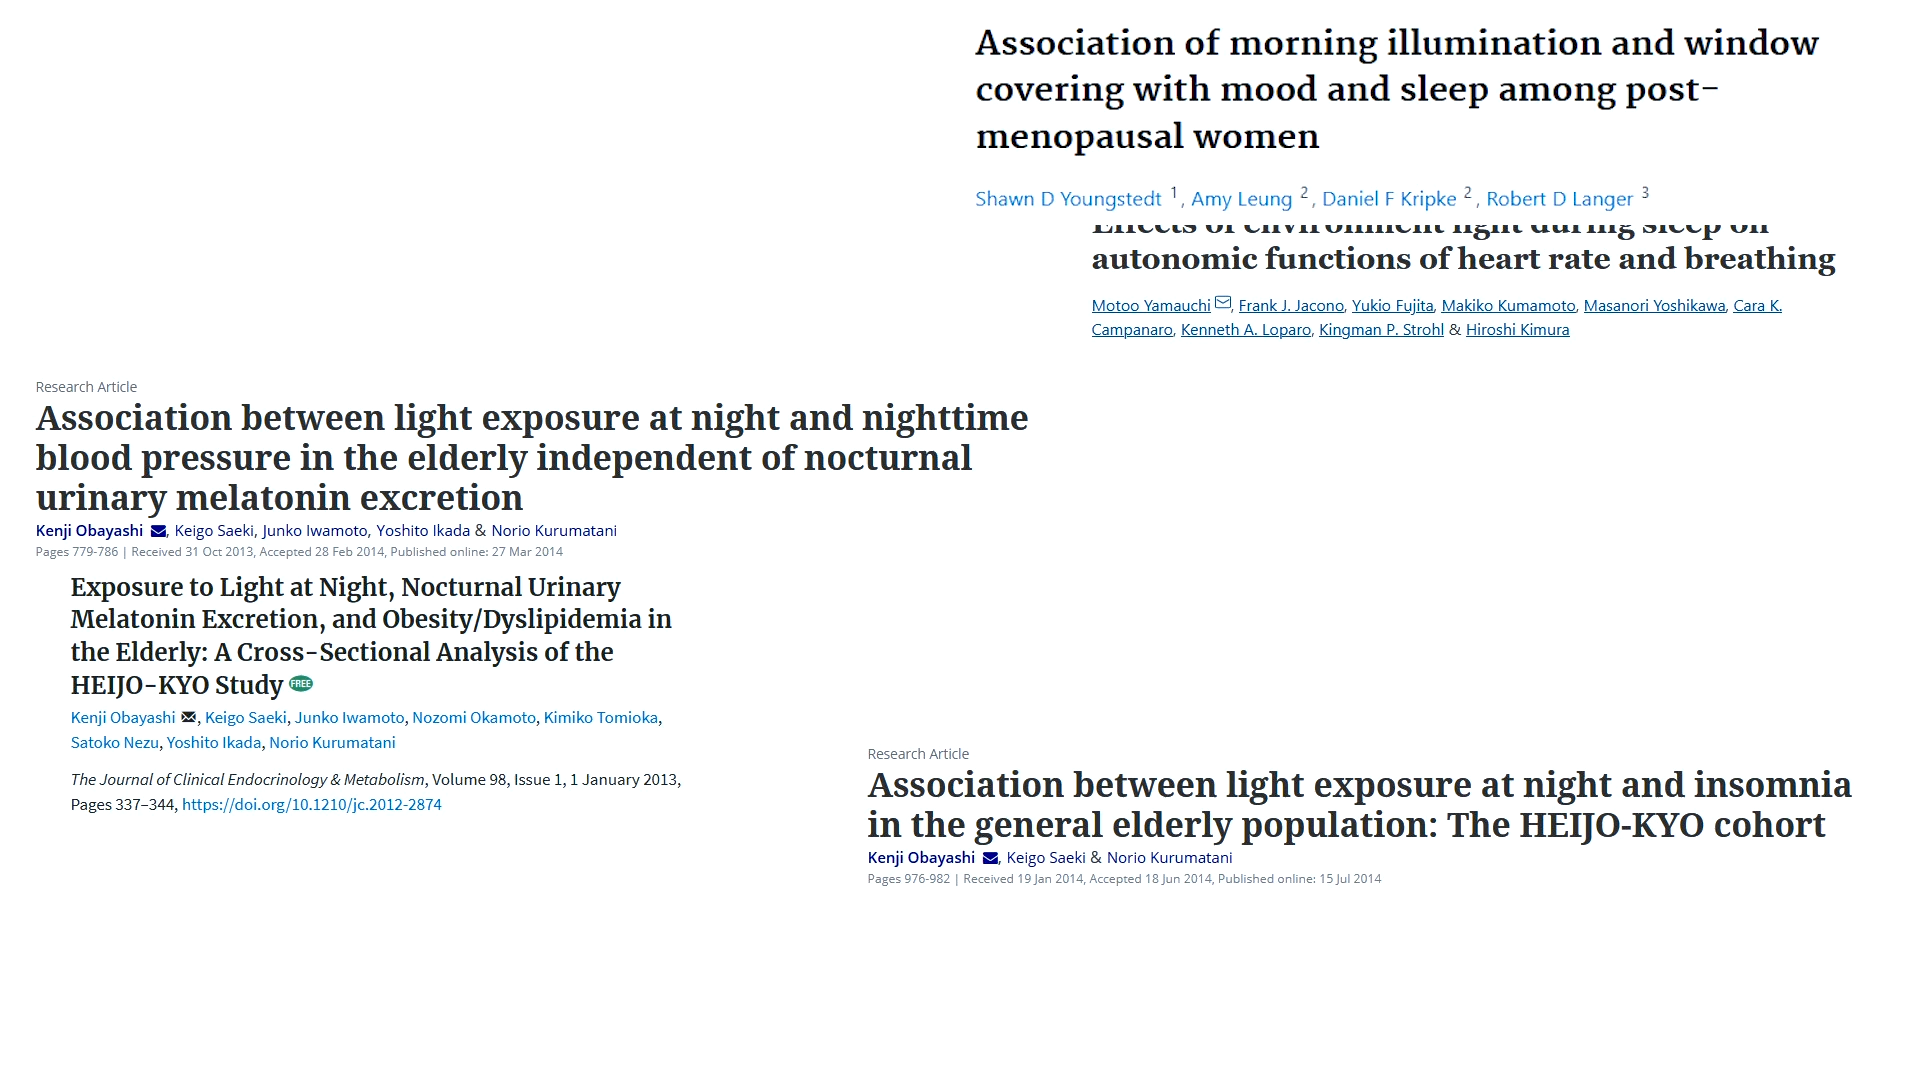 Association of morning illumination and window
covering with mood and sleep among post-
menopausal women
Shawn D Youngstedt 1, Amy Leung 2, Daniel F Kripke 2, Robert D Langer 3
Effects of environment light during sleep on
autonomic functions of heart rate and breathing
Motoo Yamauchi, Frank J. Jacono, Yukio Fujita, Makiko Kumamoto, Masanori Yoshikawa, Cara K.
Campanaro, Kenneth A. Loparo, Kingman P. Strohl & Hiroshi Kimura
Research Article
Association between light exposure at night and nighttime
blood pressure in the elderly independent of nocturnal
urinary melatonin excretion
Kenji Obayashi, Keigo Saeki, Junko Iwamoto, Yoshito Ikada & Norio Kurumatani
Pages 779-786 | Received 31 Oct 2013, Accepted 28 Feb 2014, Published online: 27 Mar 2014
Exposure to Light at Night, Nocturnal Urinary
Melatonin Excretion, and Obesity/Dyslipidemia in
the Elderly: A Cross-Sectional Analysis of the
HEIJO-KYO Study FREE
Kenji Obayashi, Keigo Saeki, Junko Iwamoto, Nozomi Okamoto, Kimiko Tomioka,
Satoko Nezu, Yoshito Ikada, Norio Kurumatani
The Journal of Clinical Endocrinology & Metabolism, Volume 98, Issue 1, 1 January 2013,
Pages 337–344, https://doi.org/10.1210/jc.2012-2874
Research Article
Association between light exposure at night and insomnia
in the general elderly population: The HEIJO-KYO cohort
Kenji Obayashi, Keigo Saeki & Norio Kurumatani
Pages 976-982 | Received 19 Jan 2014, Accepted 18 Jun 2014, Published online: 15 Jul 2014